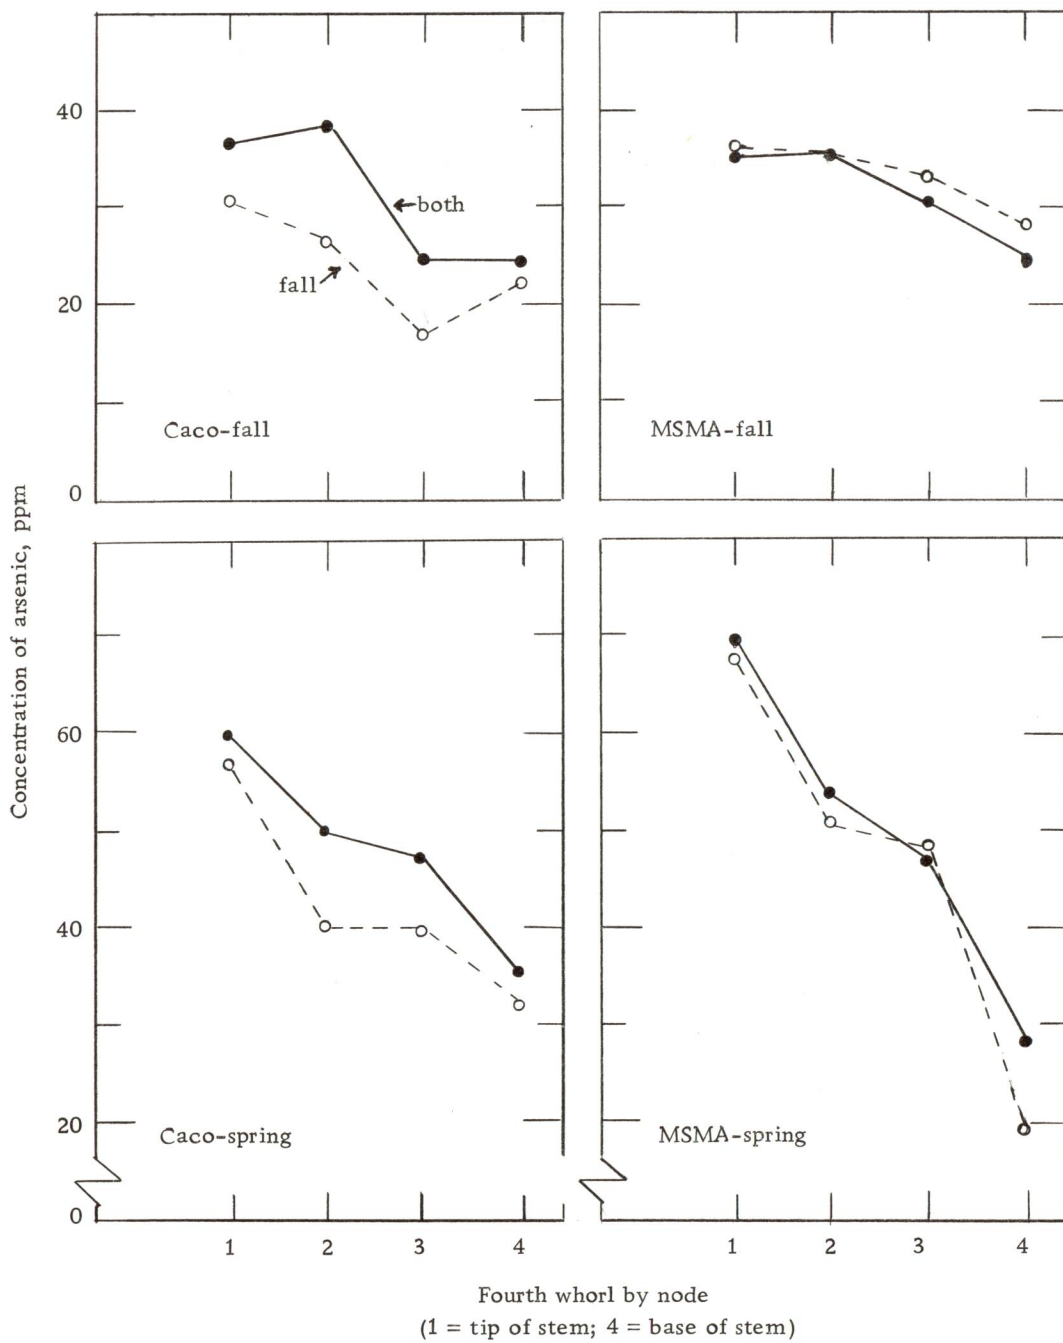 40
20
0
both
fall
Caco-fall
MSMA-fall
Concentration of arsenic, ppm
60
40
20
0
Caco-spring
MSMA-spring
1 2 3 4
1 2 3 4
Fourth whorl by node
(1 = tip of stem; 4 = base of stem)